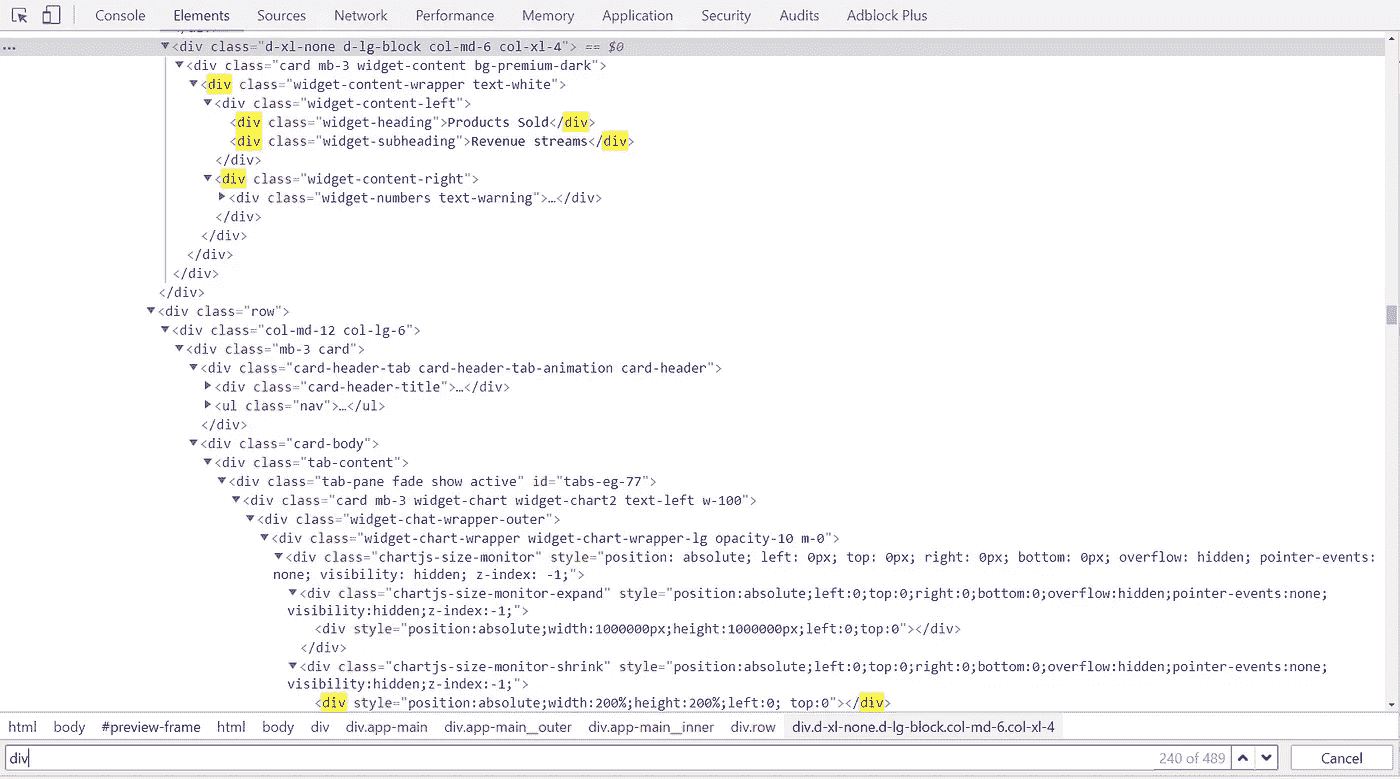 Console Elements Sources Network Performance Memory Application Security Audits Adblock Plus
… <div class="d-xl-none d-lg-block col-md-6 col-xl-4"> == $0
<div class="card mb-3 widget-content bg-premium-dark">
<div class="widget-content-wrapper text-white">
<div class="widget-content-left">
<div class="widget-heading">Products Sold</div>
<div class="widget-subheading">Revenue streams</div>
</div>
<div class="widget-content-right">
<div class="widget-numbers text-warning">…</div>
</div>
</div>
</div>
</div>
</div>
<div class="row">
<div class="col-md-12 col-lg-6">
<div class="mb-3 card">
<div class="card-header-tab card-header-tab-animation card-header">
<div class="card-header-title">…</div>
<ul class="nav">…</ul>
</div>
<div class="card-body">
<div class="tab-content">
<div class="tab-pane fade show active" id="tabs-eg-77">
<div class="card mb-3 widget-chart widget-chart2 text-left w-100">
<div class="widget-chat-wrapper-outer">
<div class="widget-chart-wrapper widget-chart-wrapper-lg opacity-10 m-0">
<div class="chartjs-size-monitor" style="position: absolute; left: 0px; top: 0px; right: 0px; bottom: 0px; overflow: hidden; pointer-events:
none; visibility: hidden; z-index: -1;">
<div class="chartjs-size-monitor-expand" style="position:absolute;left:0;top:0;right:0;bottom:0;overflow:hidden;pointer-events:none;
visibility:hidden;z-index:-1;">
<div style="position:absolute;width:1000000px;height:1000000px;left:0;top:0"></div>
</div>
<div class="chartjs-size-monitor-shrink" style="position:absolute;left:0;top:0;right:0;bottom:0;overflow:hidden;pointer-events:none;
visibility:hidden;z-index:-1;">
<div style="position:absolute;width:200%;height:200%;left:0; top:0"></div>
html body #preview-frame html body div div.app-main div.app-main__outer div.app-main__inner div.row div.d-xl-none.d-lg-block.col-md-6.col-xl-4
div 240 of 489 Cancel